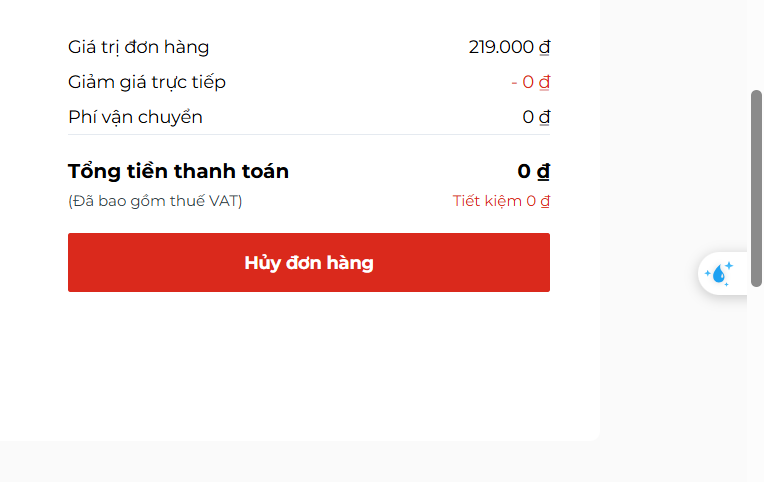 Giá trị đơn hàng 219.000 ₫
Giảm giá trực tiếp - 0 ₫
Phí vận chuyển 0 ₫
Tổng tiền thanh toán 0 ₫
(Đã bao gồm thuế VAT) Tiết kiệm 0 ₫
Hủy đơn hàng